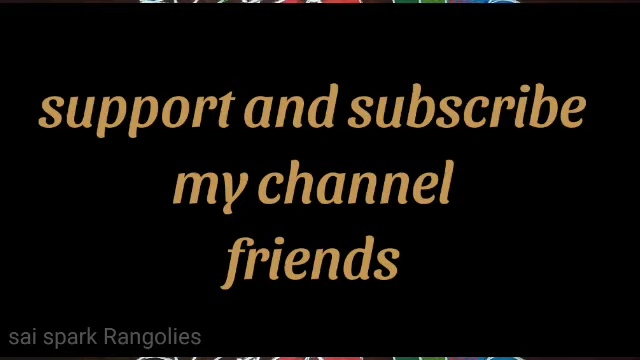 support and subscribe
my channel
friends
sai spark Rangolies